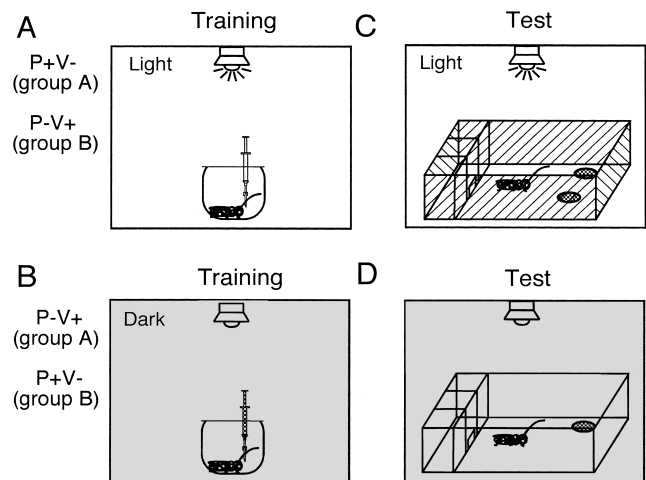 A
Training
C
Test
P+V-
(group A)
P-V+
(group B)
Light
Light
B
Training
D
Test
P-V+
(group A)
P+V-
(group B)
Dark